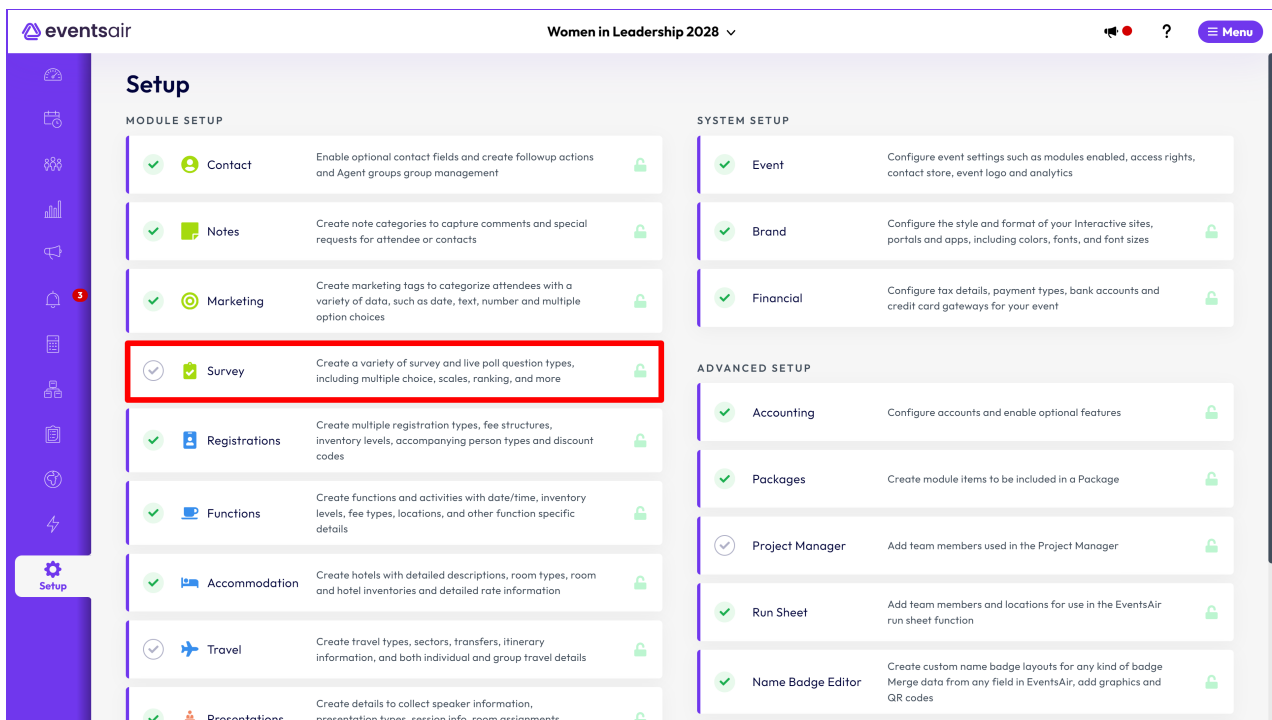 eventsair
Women in Leadership 2028
?
Menu
Setup
MODULE SETUP
Contact
Enable optional contact fields and create followup actions
and Agent groups group management
Notes
Create note categories to capture comments and special
requests for attendee or contacts
Marketing
Create marketing tags to categorize attendees with a
variety of data, such as date, text, number and multiple
option choices
Survey
Create a variety of survey and live poll question types,
including multiple choice, scales, ranking, and more
Registrations
Create multiple registration types, fee structures,
inventory levels, accompanying person types and discount
codes
Functions
Create functions and activities with date/time, inventory
levels, fee types, locations, and other function specific
details
Accommodation
Create hotels with detailed descriptions, room types, room
and hotel inventories and detailed rate information
Travel
Create travel types, sectors, transfers, itinerary
information, and both individual and group travel details
Presentations
Create details to collect speaker information,
presentation types, session info, room assignments
SYSTEM SETUP
Event
Configure event settings such as modules enabled, access rights,
contact store, event logo and analytics
Brand
Configure the style and format of your Interactive sites,
portals and apps, including colors, fonts, and font sizes
Financial
Configure tax details, payment types, bank accounts and
credit card gateways for your event
ADVANCED SETUP
Accounting
Configure accounts and enable optional features
Packages
Create module items to be included in a Package
Project Manager
Add team members used in the Project Manager
Run Sheet
Add team members and locations for use in the EventsAir
run sheet function
Name Badge Editor
Create custom name badge layouts for any kind of badge
Merge data from any field in EventsAir, add graphics and
QR codes
3
Setup